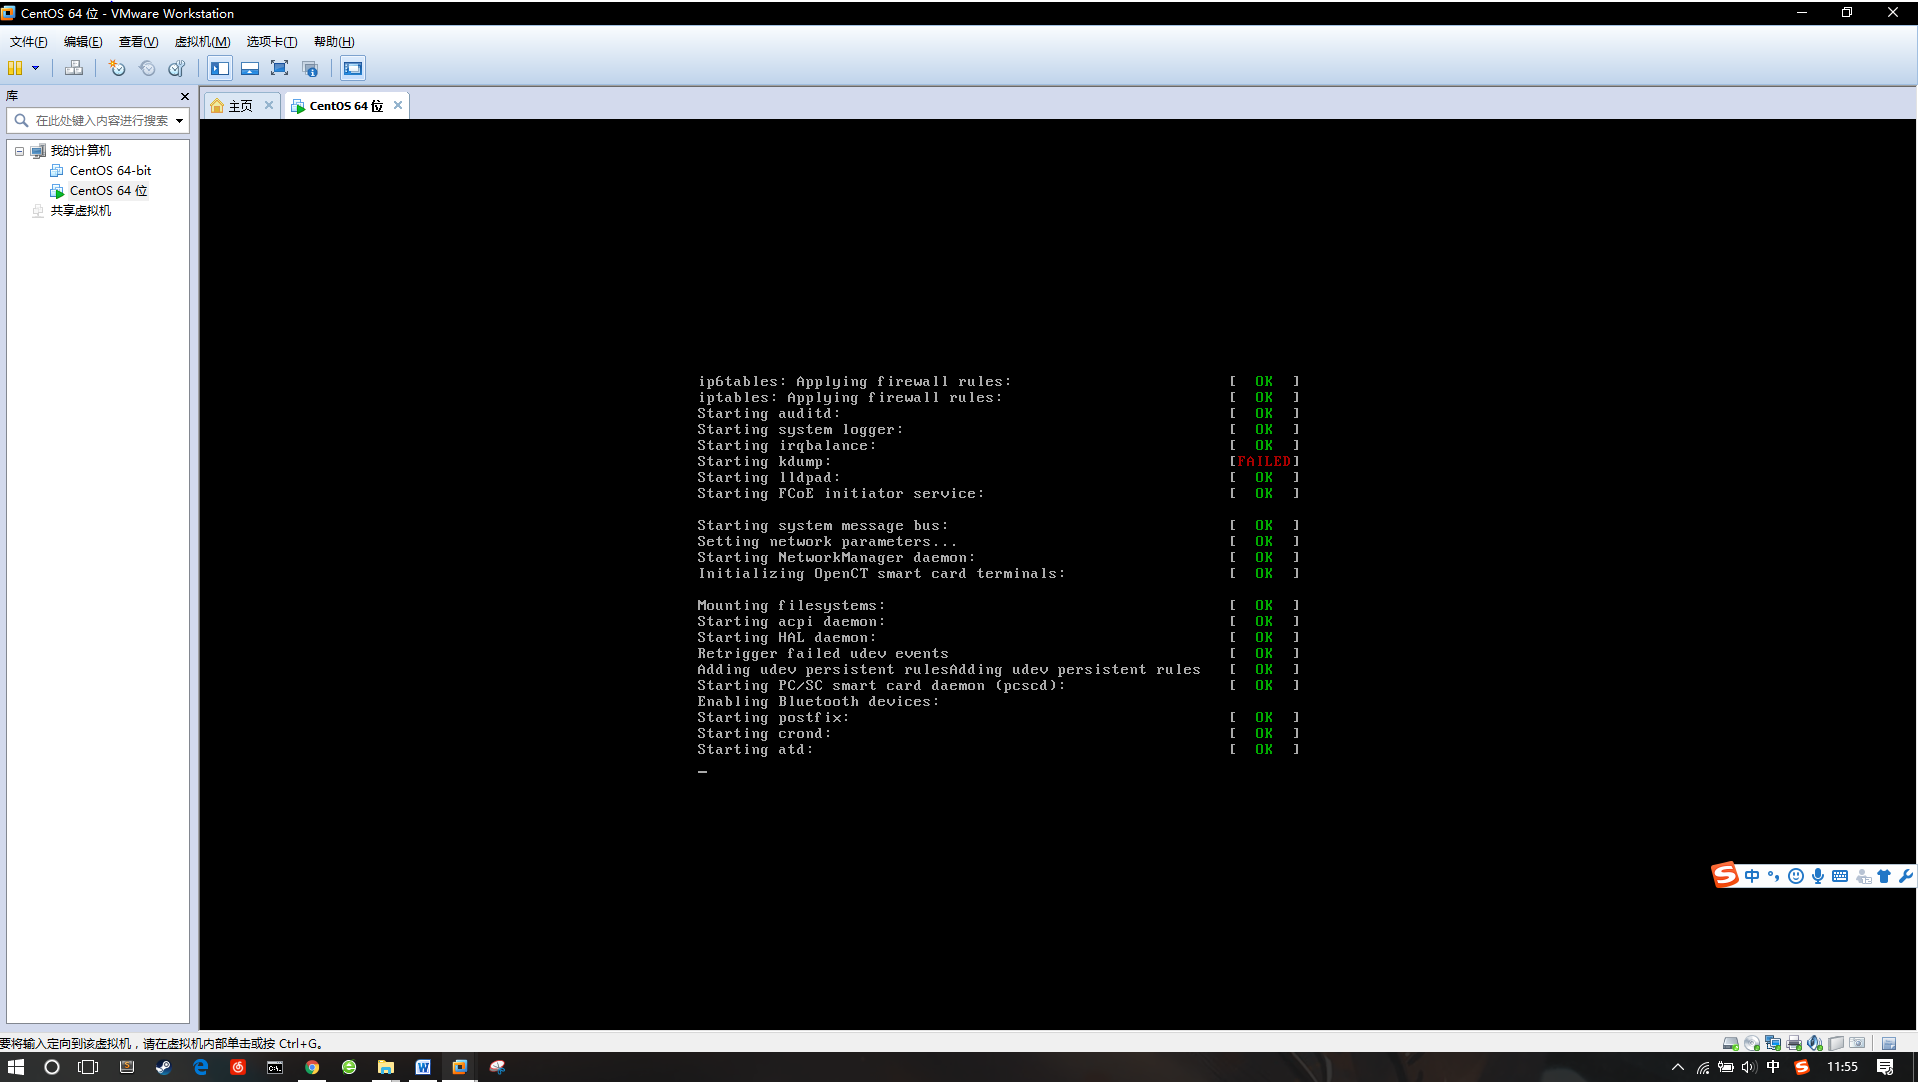 CentOS 64 位 - VMware Workstation
文件(F) 编辑(E) 查看(V) 虚拟机(M) 选项卡(T) 帮助(H)
库
在此处键入内容进行搜索
我的计算机
CentOS 64-bit
CentOS 64 位
共享虚拟机
主页
CentOS 64 位
ip6tables: Applying firewall rules: [ OK ]
iptables: Applying firewall rules: [ OK ]
Starting auditd: [ OK ]
Starting system logger: [ OK ]
Starting irqbalance: [ OK ]
Starting kdump: [FAILED]
Starting lldpad: [ OK ]
Starting FCoE initiator service: [ OK ]
Starting system message bus: [ OK ]
Setting network parameters... [ OK ]
Starting NetworkManager daemon: [ OK ]
Initializing OpenCT smart card terminals: [ OK ]
Mounting filesystems: [ OK ]
Starting acpi daemon: [ OK ]
Starting HAL daemon: [ OK ]
Retrigger failed udev events [ OK ]
Adding udev persistent rulesAdding udev persistent rules [ OK ]
Starting PC/SC smart card daemon (pcscd): [ OK ]
Enabling Bluetooth devices:
Starting postfix: [ OK ]
Starting crond: [ OK ]
Starting atd: [ OK ]
_
S 中
要将输入定向到该虚拟机，请在虚拟机内部单击或按 Ctrl+G。
中 S 11:55